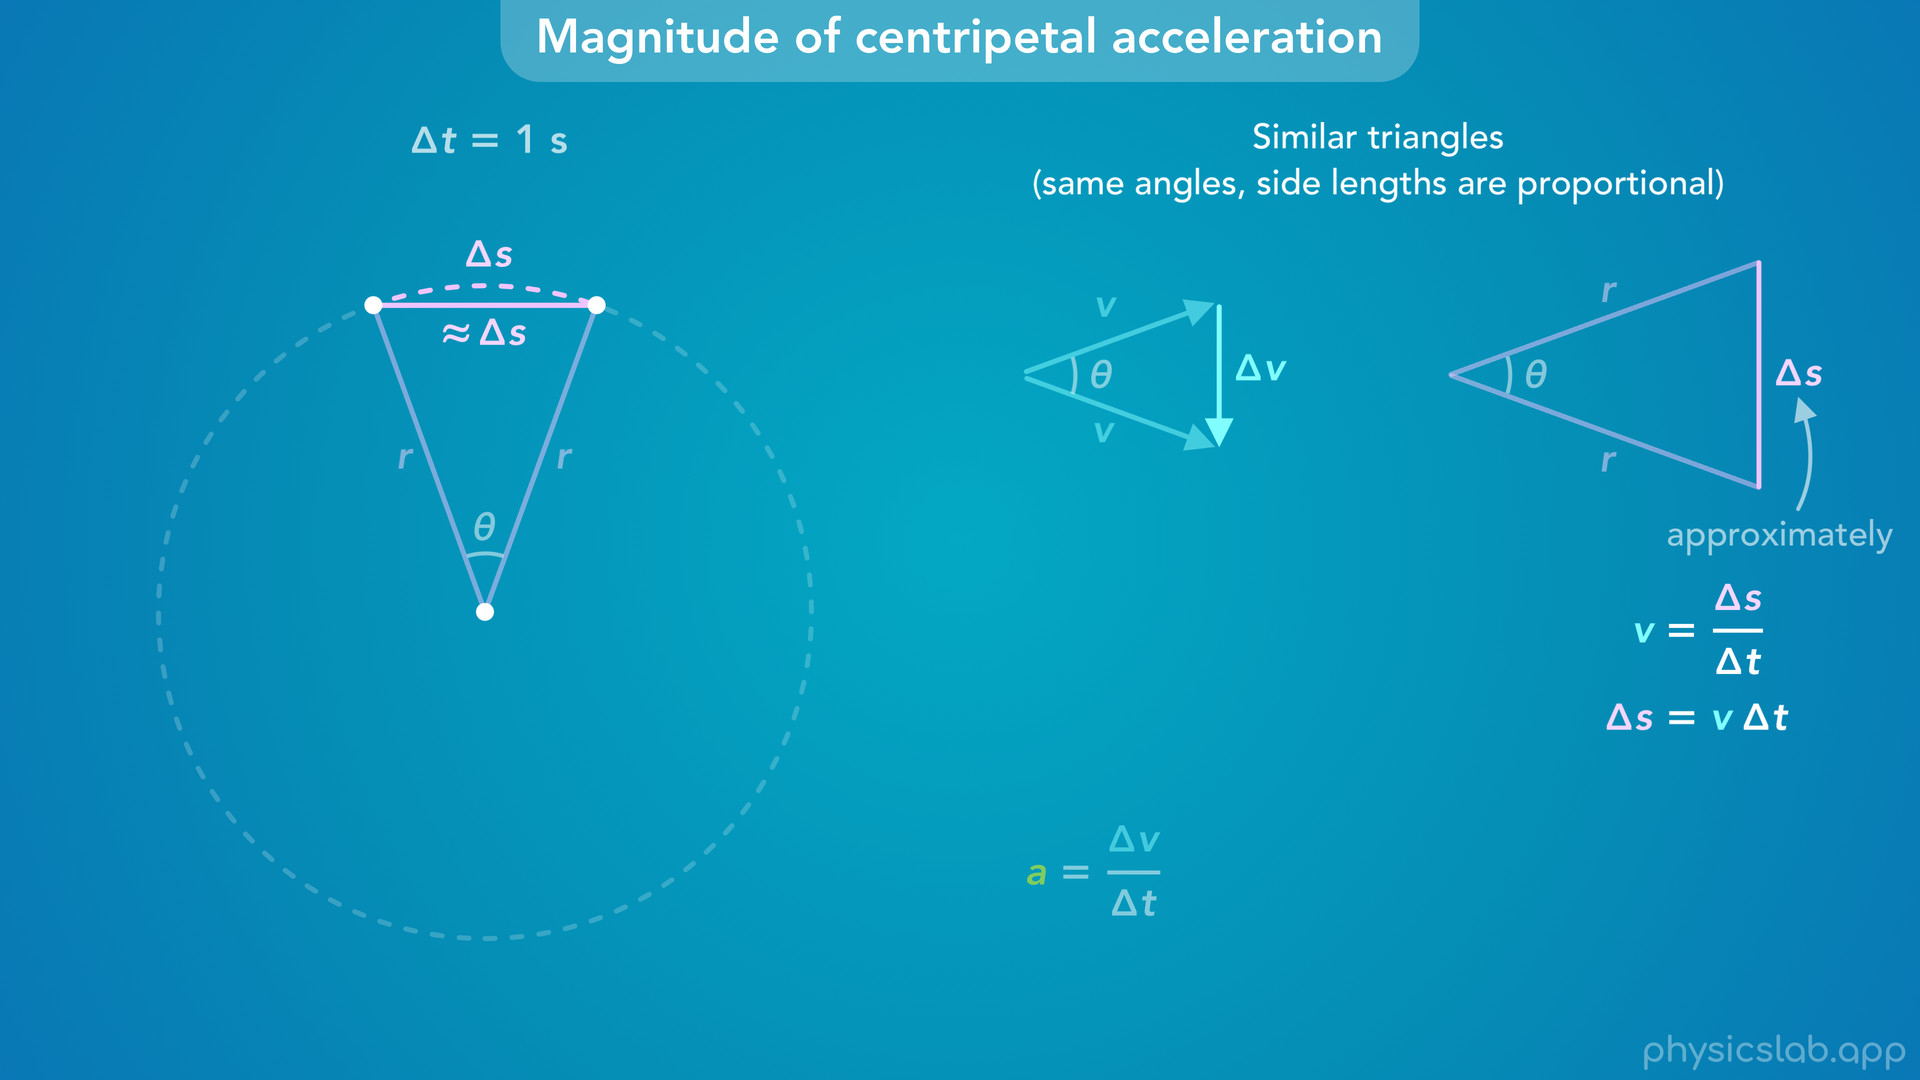 Magnitude of centripetal acceleration
Δt = 1 s
Similar triangles
(same angles, side lengths are proportional)
Δs
≈ Δs
r
r
θ
v
θ
v
Δv
r
θ
r
Δs
approximately
v = Δs/Δt
Δs = v Δt
a = Δv/Δt
physicslab.app